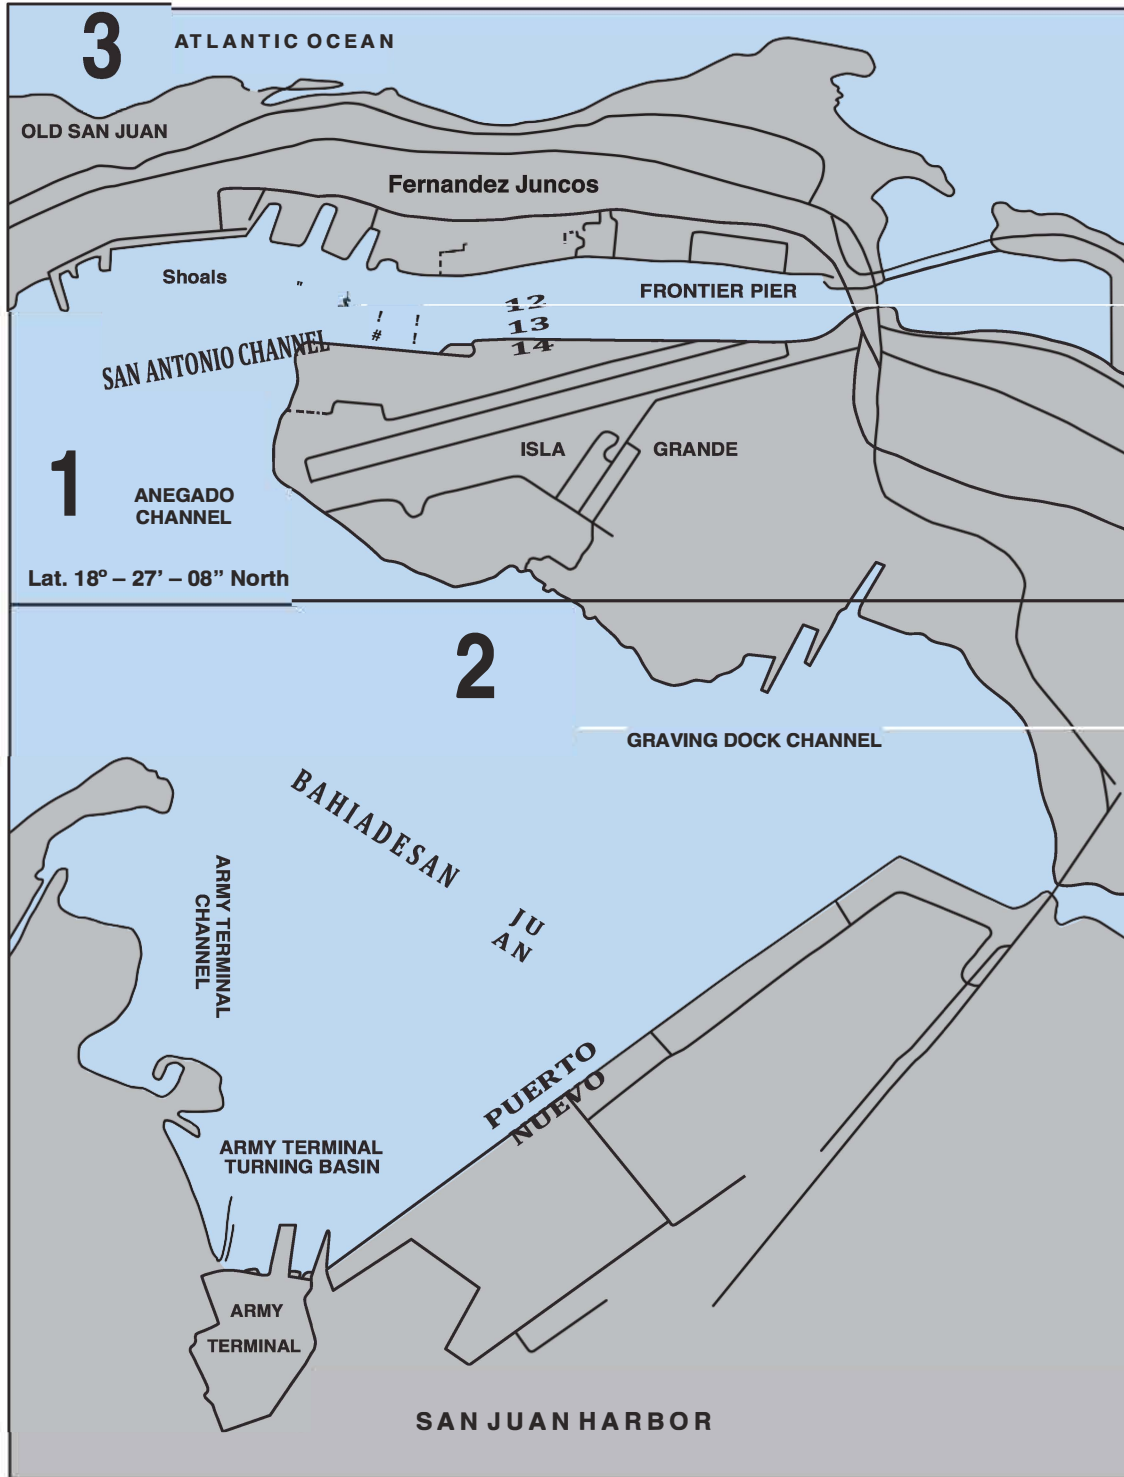 3
ATLANTIC OCEAN
OLD SAN JUAN
Fernandez Juncos
Shoals
FRONTIER PIER
"
12
! !
13
# !
14
SAN ANTONIO CHANNEL
1
ISLA GRANDE
ANEGADO
CHANNEL
Lat. 18º – 27’ – 08” North
2
GRAVING DOCK CHANNEL
BAHIADESAN
JU
AN
ARMY TERMINAL
CHANNEL
PUERTO
NUEVO
ARMY TERMINAL
TURNING BASIN
ARMY
TERMINAL
SAN JUAN HARBOR